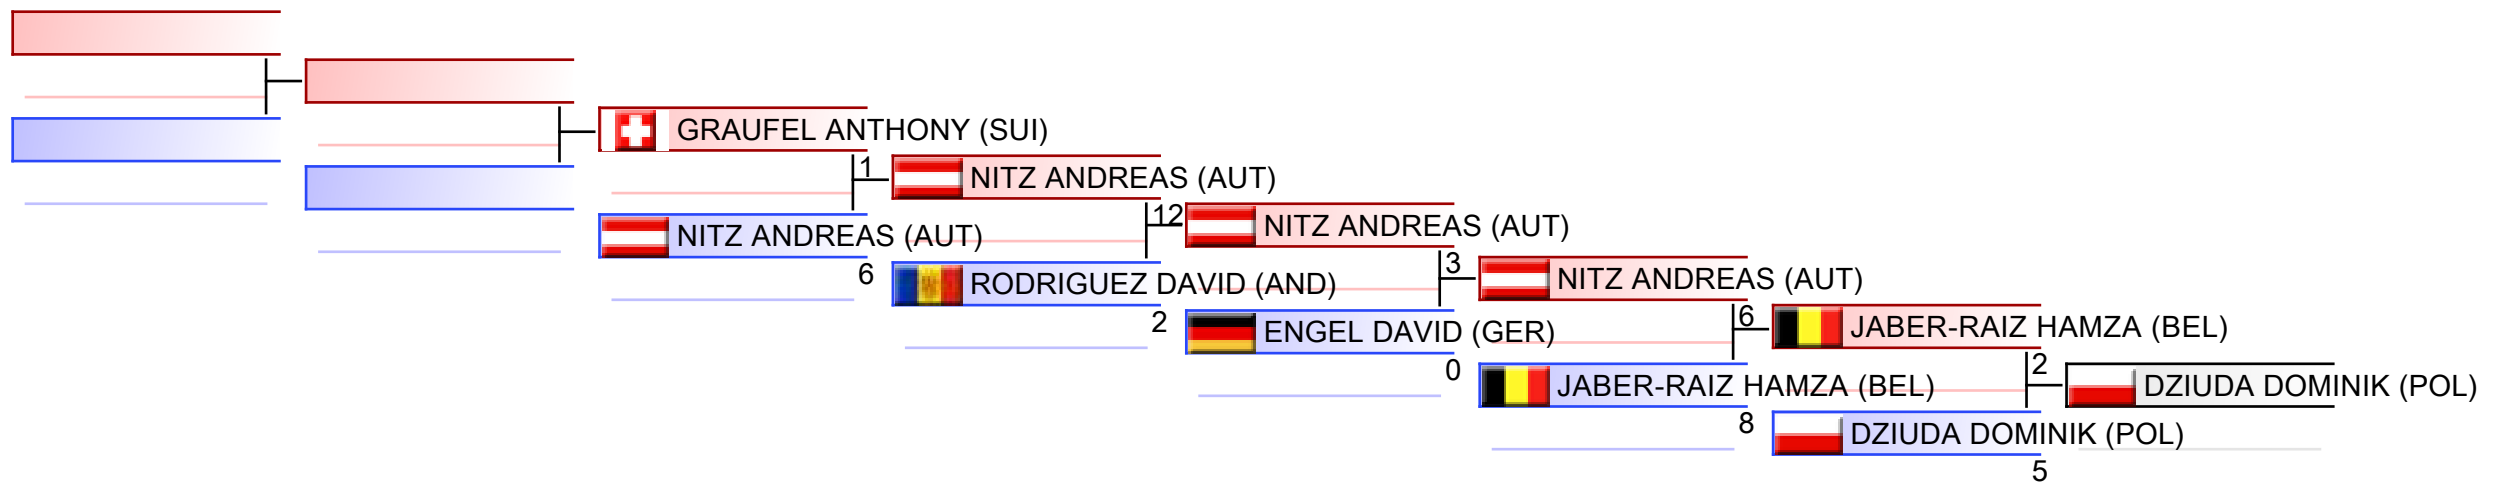 GRAUFEL ANTHONY (SUI)
1
NITZ ANDREAS (AUT)
6
NITZ ANDREAS (AUT)
12
RODRIGUEZ DAVID (AND)
2
NITZ ANDREAS (AUT)
3
ENGEL DAVID (GER)
0
NITZ ANDREAS (AUT)
6
JABER-RAIZ HAMZA (BEL)
8
JABER-RAIZ HAMZA (BEL)
2
DZIUDA DOMINIK (POL)
5
DZIUDA DOMINIK (POL)